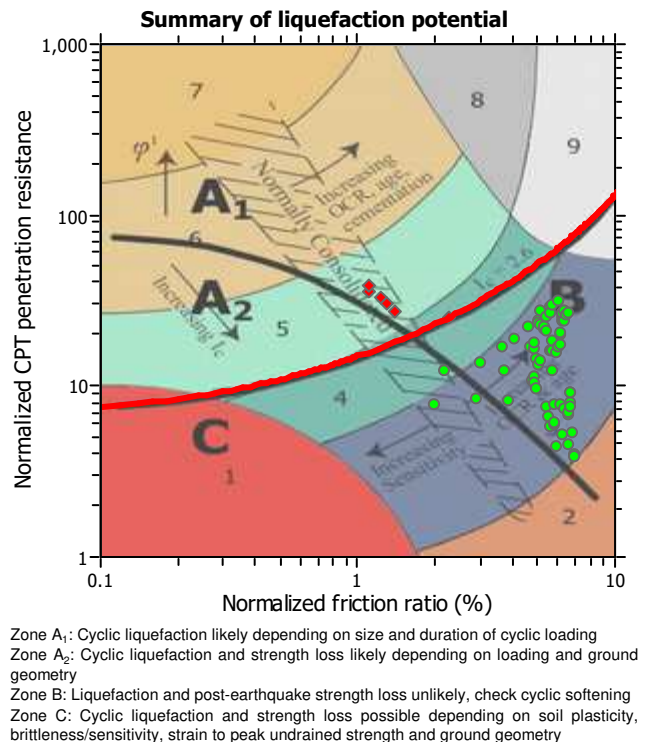 Summary of liquefaction potential
1,000
100
10
1
Normalized CPT penetration resistance
7
8
9
φ'
Increasing
OCR, age,
cementation
Normally Consolidated
A1
6
A2
Increasing Ic
5
Ic = 2.6
B
4
3
OCR, age
Increasing
Sensitivity
C
1
2
0.1
1
10
Normalized friction ratio (%)
Zone A1: Cyclic liquefaction likely depending on size and duration of cyclic loading
Zone A2: Cyclic liquefaction and strength loss likely depending on loading and ground
geometry
Zone B: Liquefaction and post-earthquake strength loss unlikely, check cyclic softening
Zone C: Cyclic liquefaction and strength loss possible depending on soil plasticity,
brittleness/sensitivity, strain to peak undrained strength and ground geometry